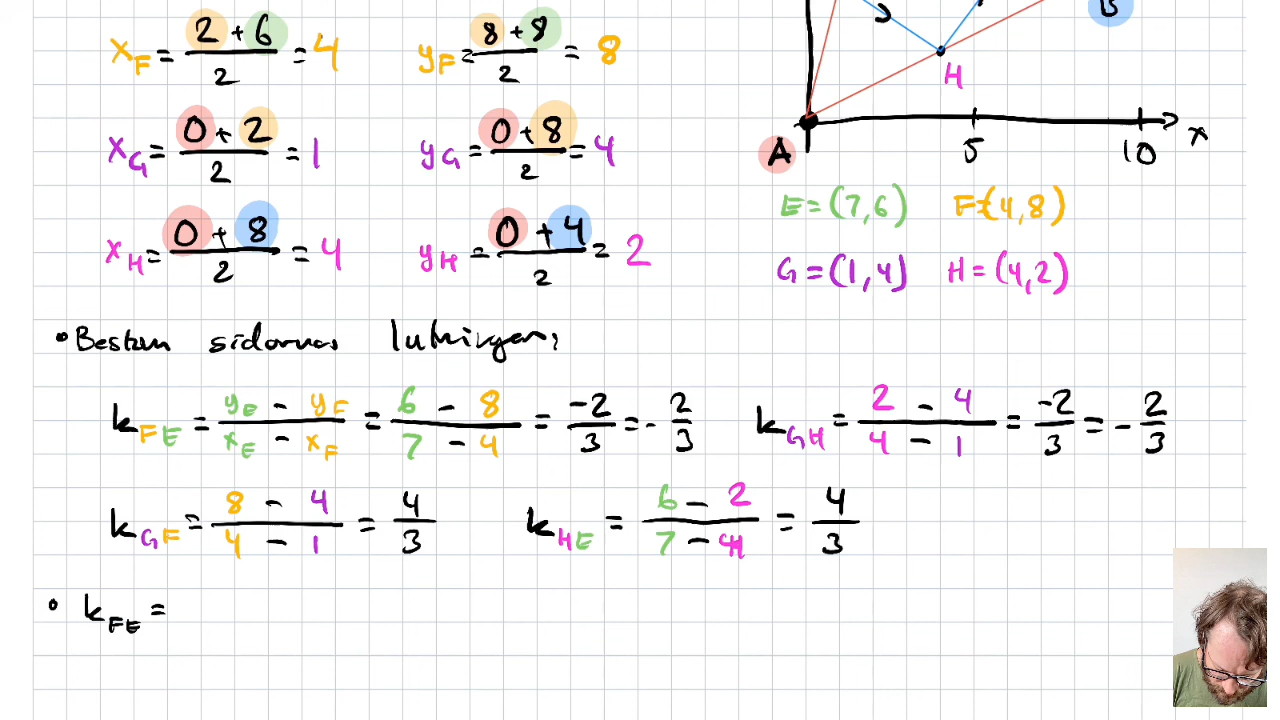 x_F = (2 + 6)/2 = 4
y_F = (8 + 8)/2 = 8
B
H
x_G = (0 + 2)/2 = 1
y_G = (0 + 8)/2 = 4
A 5 10 x
E = (7,6) F = (4,8)
x_H = (0 + 8)/2 = 4
y_H = (0 + 4)/2 = 2
G = (1,4) H = (4,2)
• Bestäm sidornas lutningar:
k_FE = (y_E - y_F)/(x_E - x_F) = (6 - 8)/(7 - 4) = -2/3 = - 2/3
k_GH = (2 - 4)/(4 - 1) = -2/3 = - 2/3
k_GF = (8 - 4)/(4 - 1) = 4/3
k_HE = (6 - 2)/(7 - 4) = 4/3
• k_FE =